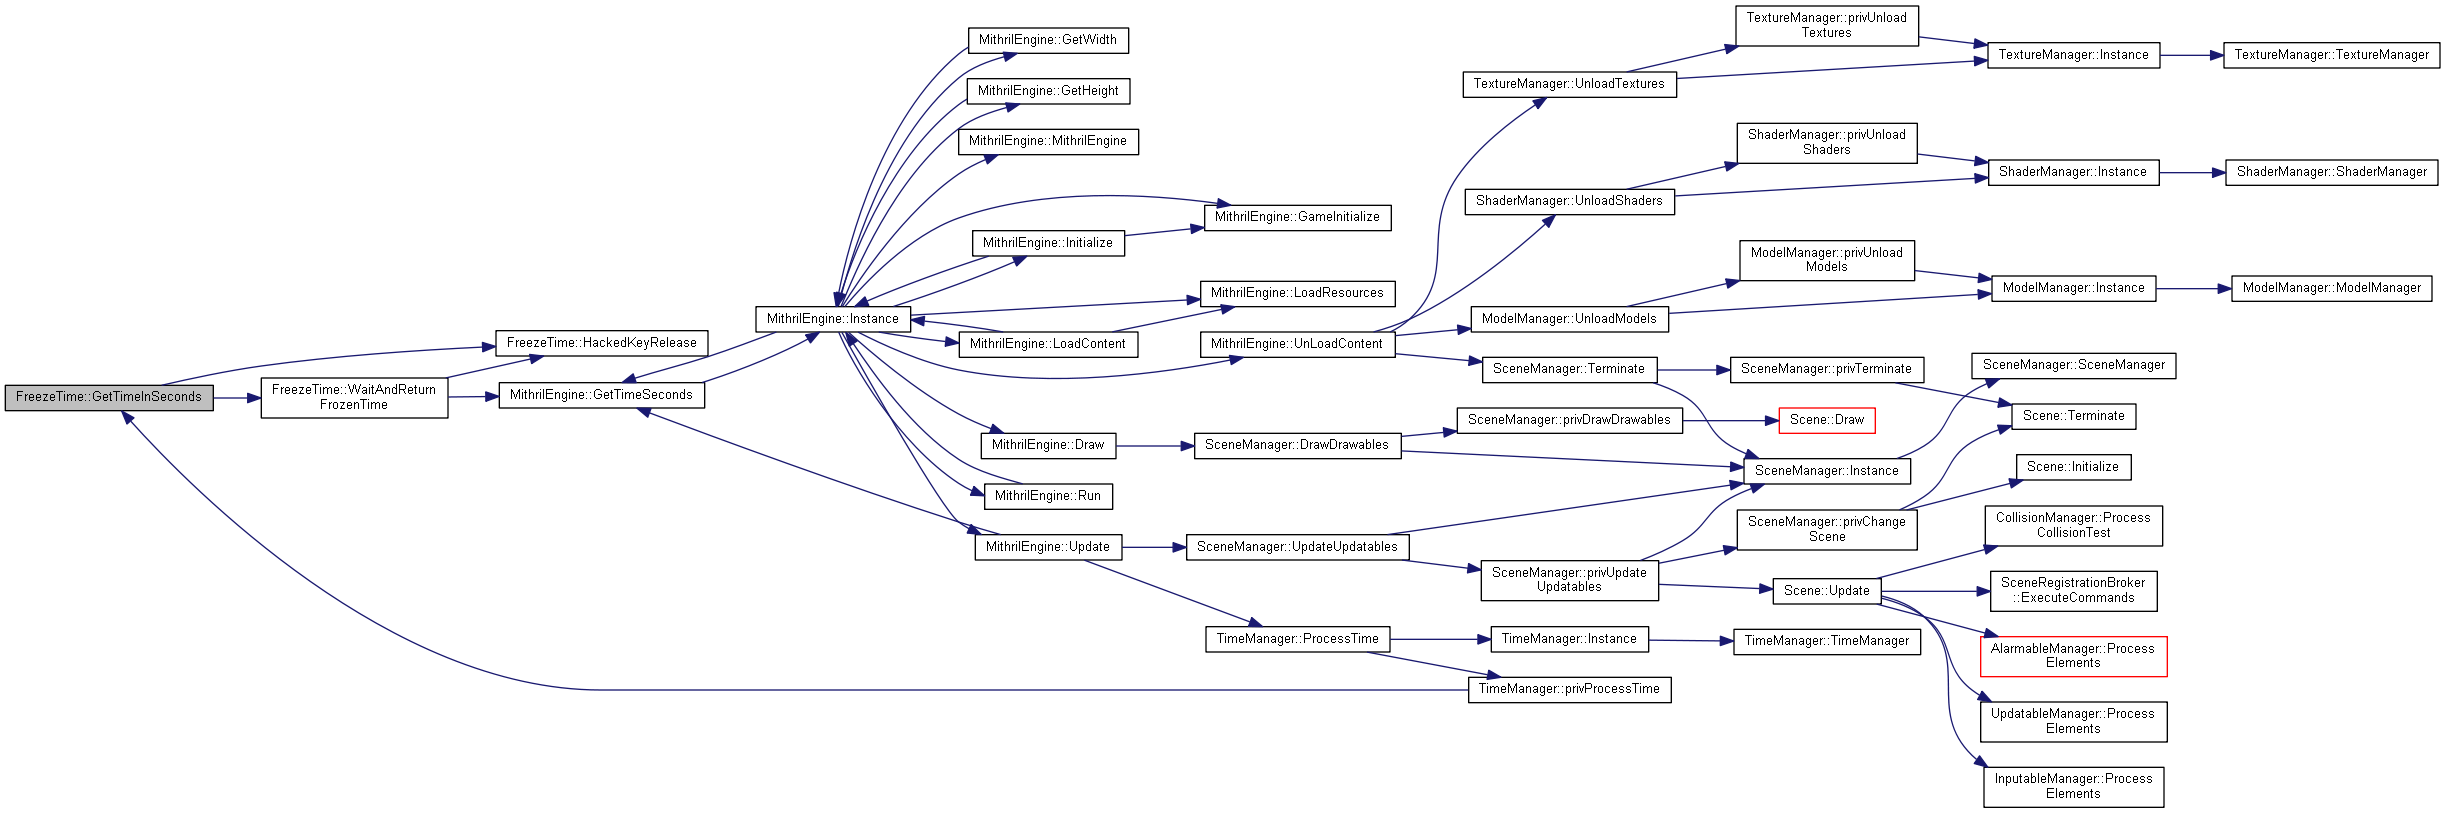 FreezeTime::GetTimeInSeconds
FreezeTime::HackedKeyRelease
FreezeTime::WaitAndReturn
FrozenTime
MithrilEngine::GetTimeSeconds
MithrilEngine::Instance
MithrilEngine::GetWidth
MithrilEngine::GetHeight
MithrilEngine::MithrilEngine
MithrilEngine::GameInitialize
MithrilEngine::Initialize
MithrilEngine::LoadResources
MithrilEngine::LoadContent
MithrilEngine::UnLoadContent
MithrilEngine::Draw
MithrilEngine::Run
MithrilEngine::Update
SceneManager::DrawDrawables
SceneManager::UpdateUpdatables
TimeManager::ProcessTime
TextureManager::UnloadTextures
TextureManager::privUnload
Textures
TextureManager::Instance
TextureManager::TextureManager
ShaderManager::UnloadShaders
ShaderManager::privUnload
Shaders
ShaderManager::Instance
ShaderManager::ShaderManager
ModelManager::UnloadModels
ModelManager::privUnload
Models
ModelManager::Instance
ModelManager::ModelManager
SceneManager::Terminate
SceneManager::privTerminate
SceneManager::SceneManager
Scene::Terminate
SceneManager::privDrawDrawables
Scene::Draw
SceneManager::Instance
Scene::Initialize
SceneManager::privChange
Scene
SceneManager::privUpdate
Updatables
Scene::Update
CollisionManager::Process
CollisionTest
SceneRegistrationBroker
::ExecuteCommands
AlarmableManager::Process
Elements
UpdatableManager::Process
Elements
InputableManager::Process
Elements
TimeManager::Instance
TimeManager::TimeManager
TimeManager::privProcessTime